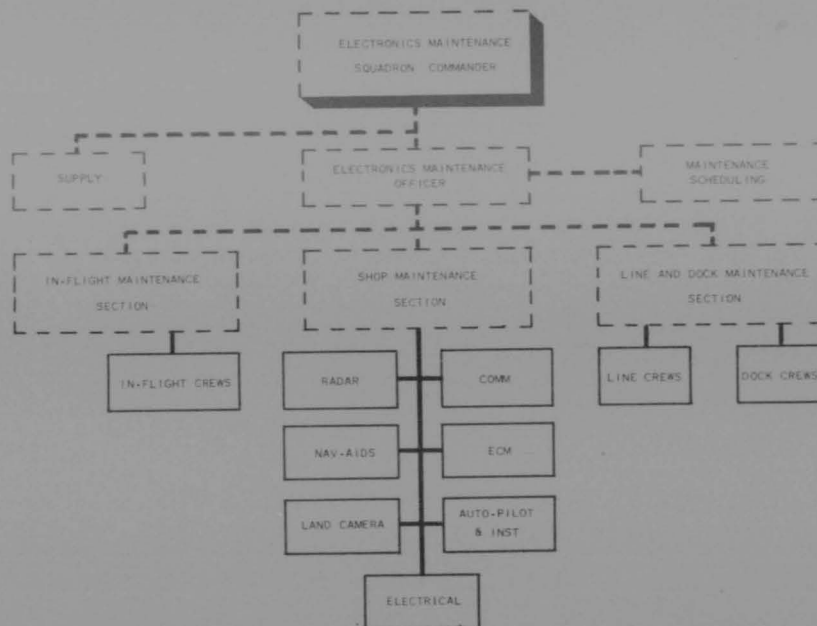 ELECTRONICS MAINTENANCE
SQUADRON COMMANDER
SUPPLY
ELECTRONICS MAINTENANCE
OFFICER
MAINTENANCE
SCHEDULING
IN-FLIGHT MAINTENANCE
SECTION
SHOP MAINTENANCE
SECTION
LINE AND DOCK MAINTENANCE
SECTION
IN-FLIGHT CREWS
RADAR
COMM
LINE CREWS
DOCK CREWS
NAV-AIDS
ECM
LAND CAMERA
AUTO-PILOT
& INST
ELECTRICAL